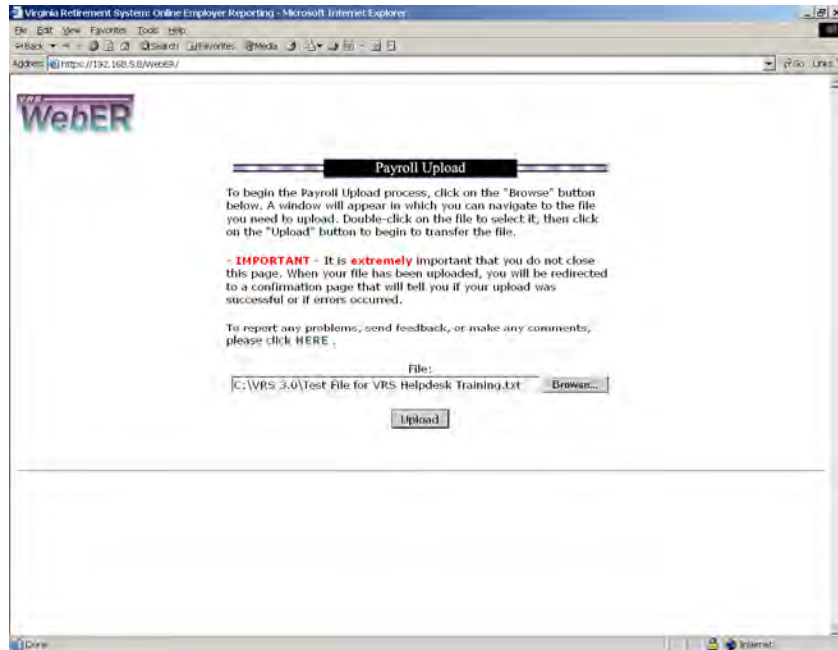 Virginia Retirement System: Online Employer Reporting - Microsoft Internet Explorer
File Edit View Favorites Tools Help
Back Search Favorites Media
Address https://192.168.5.8/WebER/ Go Links
VRS
WebER
Payroll Upload
To begin the Payroll Upload process, click on the "Browse" button
below. A window will appear in which you can navigate to the file
you need to upload. Double-click on the file to select it, then click
on the "Upload" button to begin to transfer the file.
- IMPORTANT - It is extremely important that you do not close
this page. When your file has been uploaded, you will be redirected
to a confirmation page that will tell you if your upload was
successful or if errors occurred.
To report any problems, send feedback, or make any comments,
please click HERE .
File:
C:\VRS 3.0\Test File for VRS Helpdesk Training.txt Browse...
Upload
Done Internet